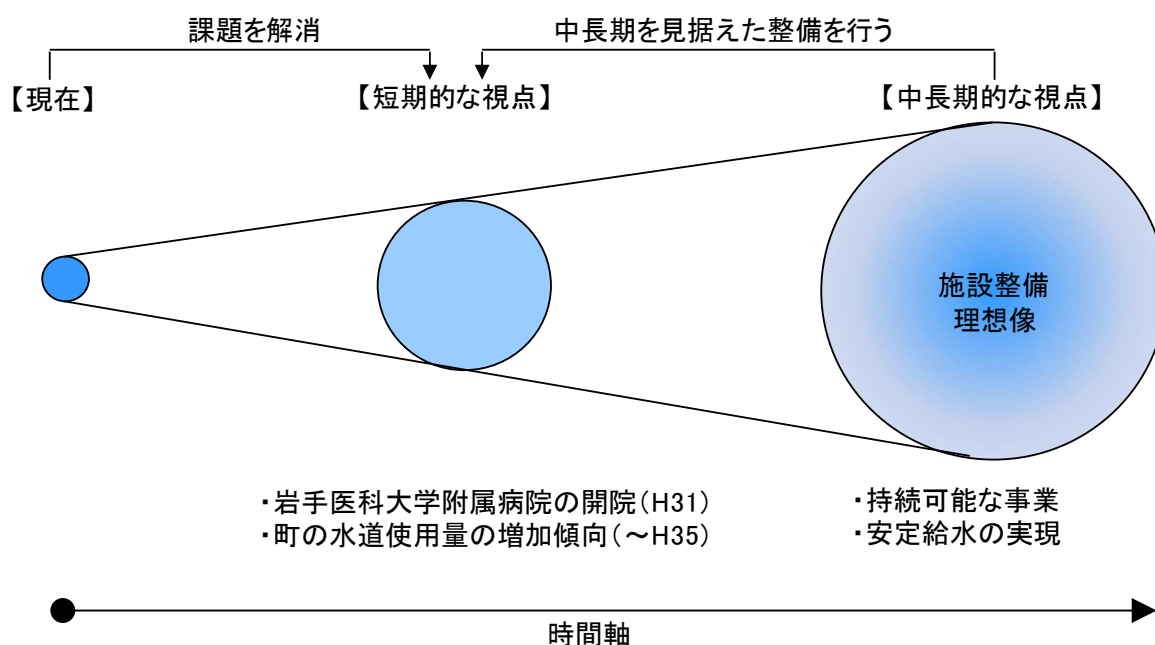 課題を解消
中長期を見据えた整備を行う
【現在】
【短期的な視点】
【中長期的な視点】
施設整備
理想像
・岩手医科大学附属病院の開院(H31)
・町の水道使用量の増加傾向(～H35)
・持続可能な事業
・安定給水の実現
時間軸